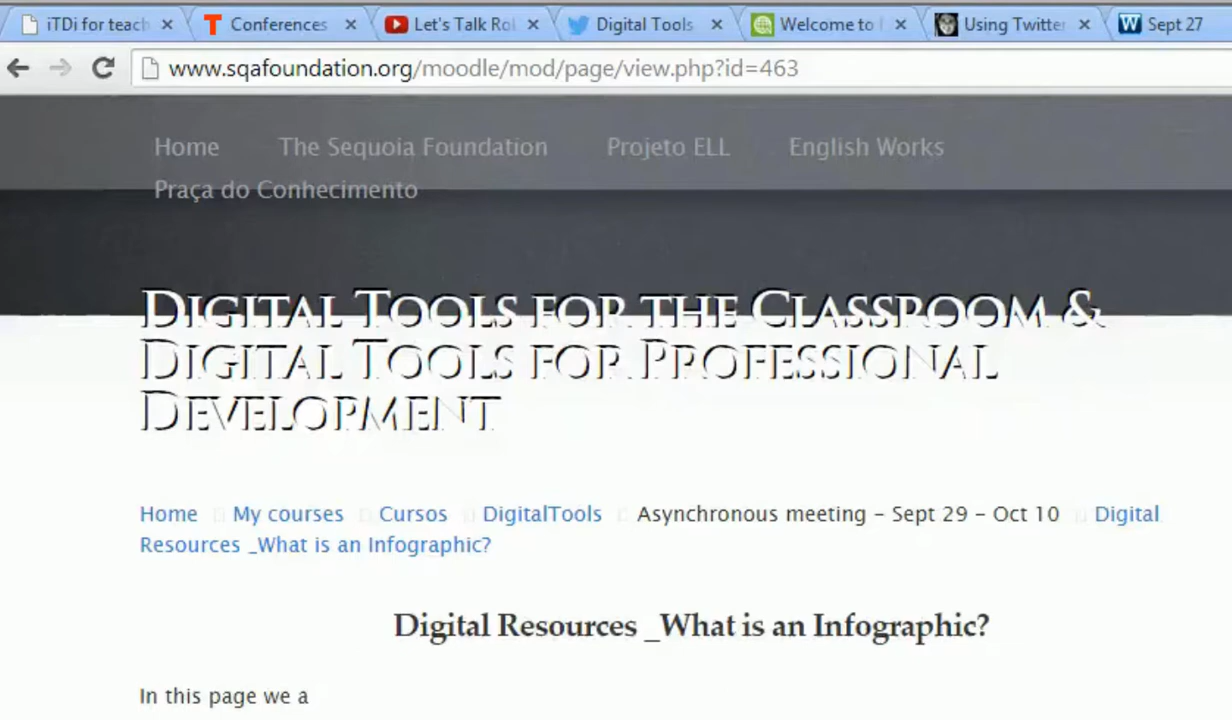 iTDi for teach
Conferences
Let's Talk Rol
Digital Tools
Welcome to
Using Twitte
Sept 27
www.sqafoundation.org/moodle/mod/page/view.php?id=463
Home The Sequoia Foundation Projeto ELL English Works
Praça do Conhecimento
DIGITAL TOOLS FOR THE CLASSROOM &
DIGITAL TOOLS FOR PROFESSIONAL
DEVELOPMENT
Home My courses Cursos DigitalTools Asynchronous meeting – Sept 29 – Oct 10 Digital
Resources _What is an Infographic?
Digital Resources _What is an Infographic?
In this page we a